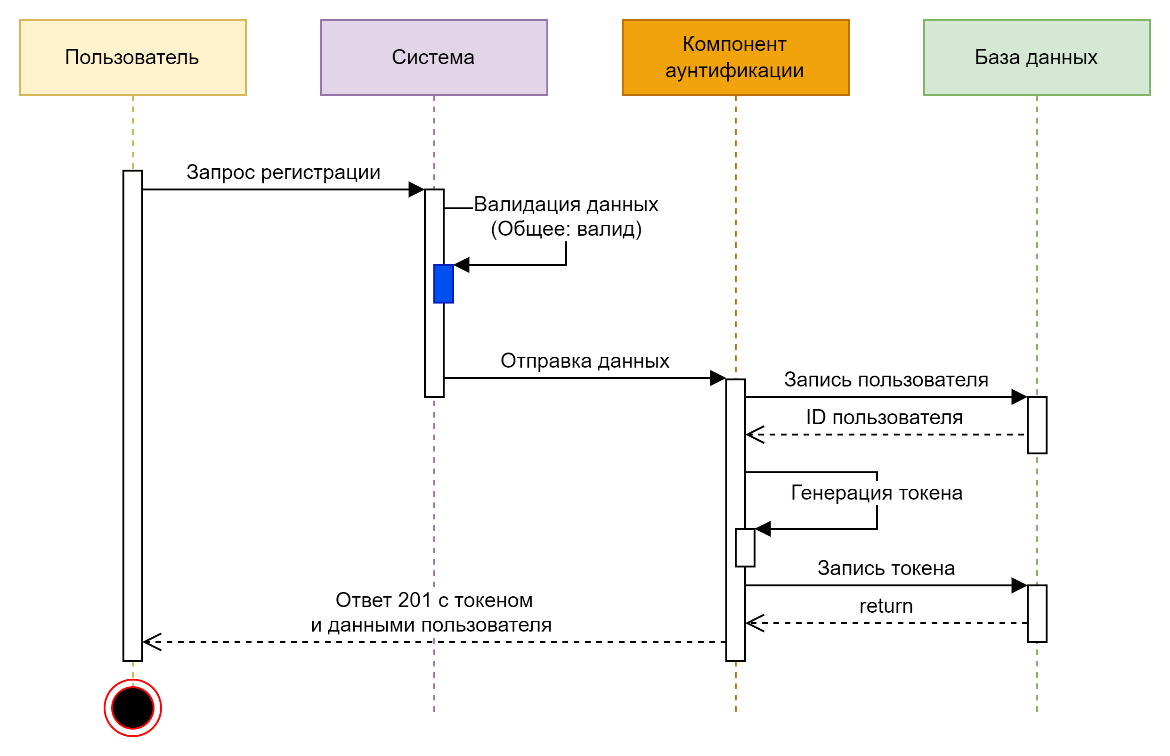 Пользователь
Система
Компонент
аунтификации
База данных
Запрос регистрации
Валидация данных
(Общее: валид)
Отправка данных
Запись пользователя
ID пользователя
Генерация токена
Запись токена
Ответ 201 с токеном
и данными пользователя
return